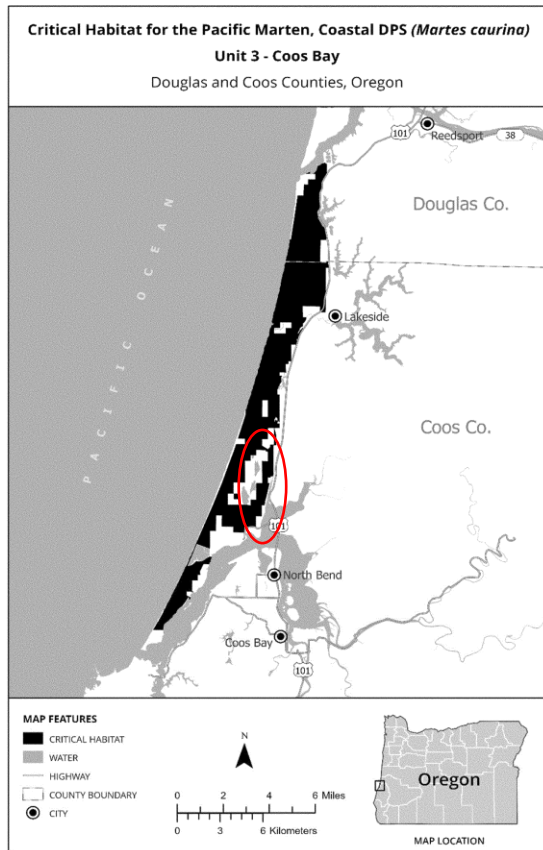 Critical Habitat for the Pacific Marten, Coastal DPS (Martes caurina)
Unit 3 - Coos Bay
Douglas and Coos Counties, Oregon
101
Reedsport
38
Douglas Co.
PACIFIC OCEAN
Lakeside
Coos Co.
101
North Bend
Coos Bay
101
MAP FEATURES
CRITICAL HABITAT
WATER
HIGHWAY
COUNTY BOUNDARY
CITY
N
0 2 4 6 Miles
0 3 6 Kilometers
Oregon
MAP LOCATION